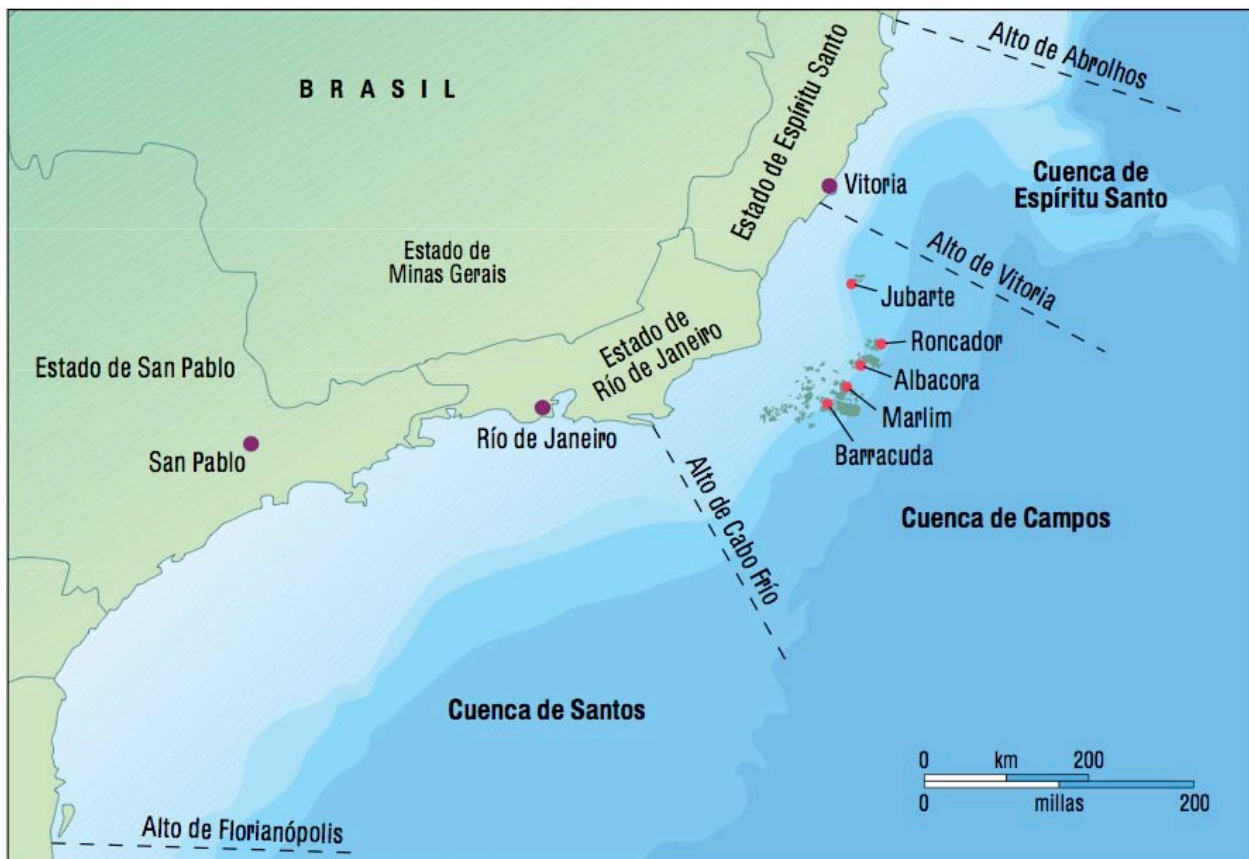 Alto de Abrolhos
BRASIL
Estado de Espíritu Santo
Cuenca de
Espíritu Santo
Vitoria
Alto de Vitoria
Estado de
Minas Gerais
Jubarte
Roncador
Estado de
Río de Janeiro
Estado de San Pablo
Albacora
Marlim
Río de Janeiro
Barracuda
San Pablo
Alto de Cabo Frío
Cuenca de Campos
Cuenca de Santos
0 km 200
0 millas 200
Alto de Florianópolis